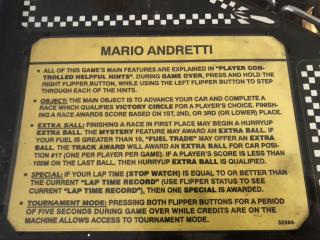 MARIO ANDRETTI
• ALL OF THIS GAME'S MAIN FEATURES ARE EXPLAINED IN "PLAYER CON-
TROLLED HELPFUL HINTS". DURING GAME OVER, PRESS AND HOLD THE
RIGHT FLIPPER BUTTON, WHILE USING THE LEFT FLIPPER BUTTON TO STEP
THROUGH EACH OF THE HINTS.
• OBJECT: THE MAIN OBJECT IS TO ADVANCE YOUR CAR AND COMPLETE A
RACE WHICH QUALIFIES VICTORY CIRCLE FOR A PLAYER'S CHOICE. FINISH-
ING A RACE AWARDS SCORE BASED ON 1ST, 2ND, OR 3RD (OR LOWER) PLACE.
• EXTRA BALL: FINISHING A RACE IN FIRST PLACE MAY BEGIN A HURRYUP
EXTRA BALL. THE MYSTERY FEATURE MAY AWARD AN EXTRA BALL. IF
YOUR FUEL IS GREATER THAN 10, "FUEL TRADE" MAY OFFER AN EXTRA
BALL. THE TRACK AWARD WILL AWARD AN EXTRA BALL FOR CAR POSI-
TION #17 (ONE PER PLAYER PER GAME). IF A PLAYER'S SCORE IS LESS THAN
100M ON THE LAST BALL, THEN HURRYUP EXTRA BALL IS QUALIFIED.
• SPECIAL: IF YOUR LAP TIME (STOP WATCH) IS EQUAL TO OR BETTER THAN
THE CURRENT "LAP TIME RECORD" (USE FLIPPER STATUS TO SEE
CURRENT "LAP TIME RECORD"), THEN ONE SPECIAL IS AWARDED.
• TOURNAMENT MODE: PRESSING BOTH FLIPPER BUTTONS FOR A PERIOD
OF FIVE SECONDS DURING GAME OVER WHILE CREDITS ARE ON THE
MACHINE ALLOWS ACCESS TO TOURNAMENT MODE.